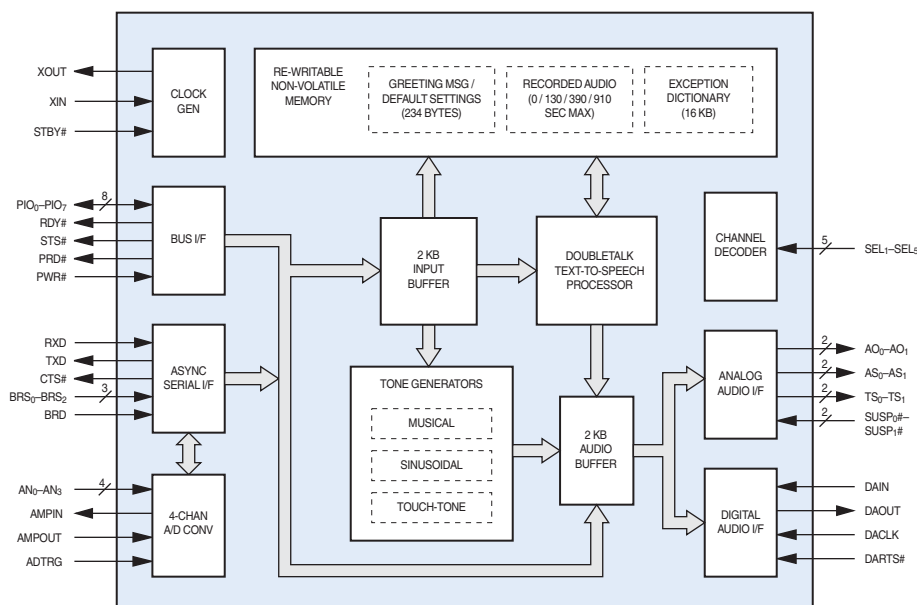 XOUT
XIN
STBY#
CLOCK
GEN
RE-WRITABLE
NON-VOLATILE
MEMORY
GREETING MSG /
DEFAULT SETTINGS
(234 BYTES)
RECORDED AUDIO
(0 / 130 / 390 / 910
SEC MAX)
EXCEPTION
DICTIONARY
(16 KB)
PIO₀–PIO₇
8
RDY#
STS#
PRD#
PWR#
BUS I/F
2 KB
INPUT
BUFFER
DOUBLETALK
TEXT-TO-SPEECH
PROCESSOR
CHANNEL
DECODER
5
SEL₁–SEL₅
RXD
TXD
CTS#
BRS₀–BRS₂
3
BRD
ASYNC
SERIAL I/F
TONE GENERATORS
MUSICAL
SINUSOIDAL
TOUCH-TONE
2 KB
AUDIO
BUFFER
ANALOG
AUDIO I/F
2
AO₀–AO₁
2
AS₀–AS₁
2
TS₀–TS₁
2
SUSP₀#–
SUSP₁#
AN₀–AN₃
4
AMPIN
AMPOUT
ADTRG
4-CHAN
A/D CONV
DIGITAL
AUDIO I/F
DAIN
DAOUT
DACLK
DARTS#